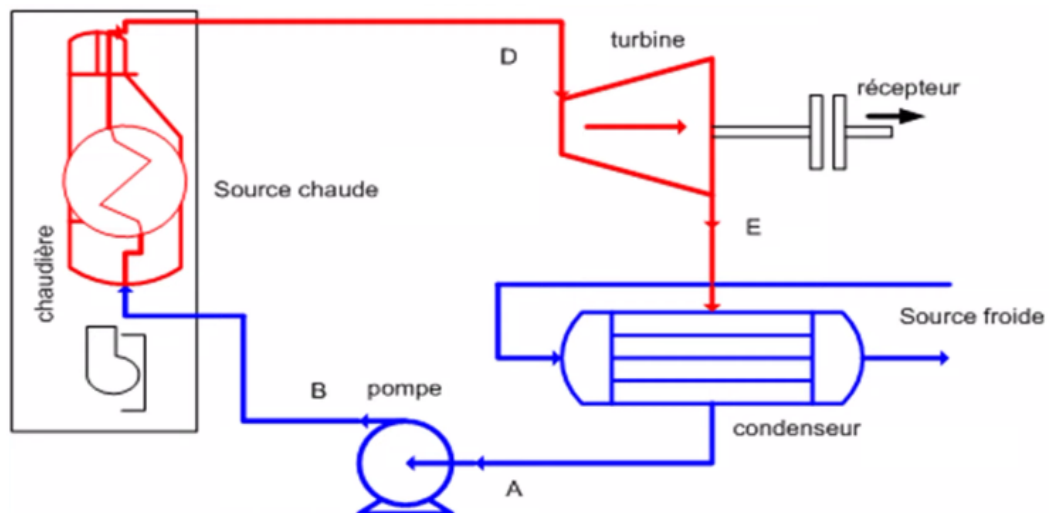 D
turbine
récepteur
Source chaude
chaudière
E
Source froide
B
pompe
condenseur
A